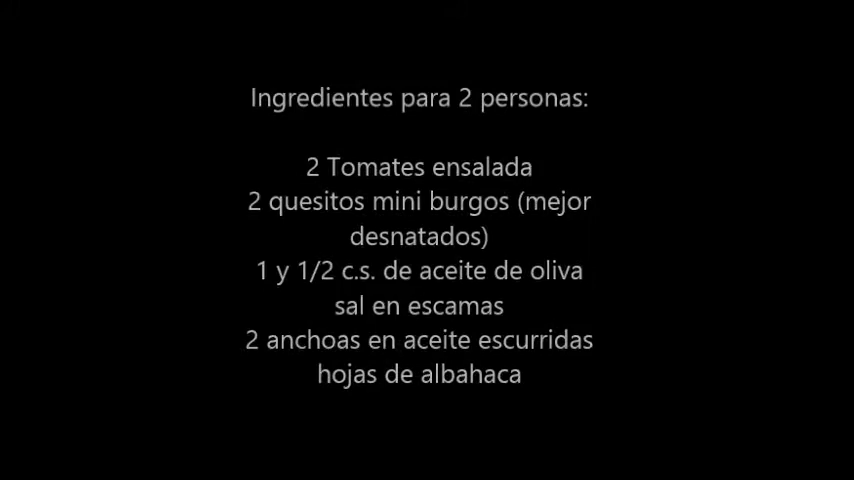 Ingredientes para 2 personas:
2 Tomates ensalada
2 quesitos mini burgos (mejor
desnatados)
1 y 1/2 c.s. de aceite de oliva
sal en escamas
2 anchoas en aceite escurridas
hojas de albahaca